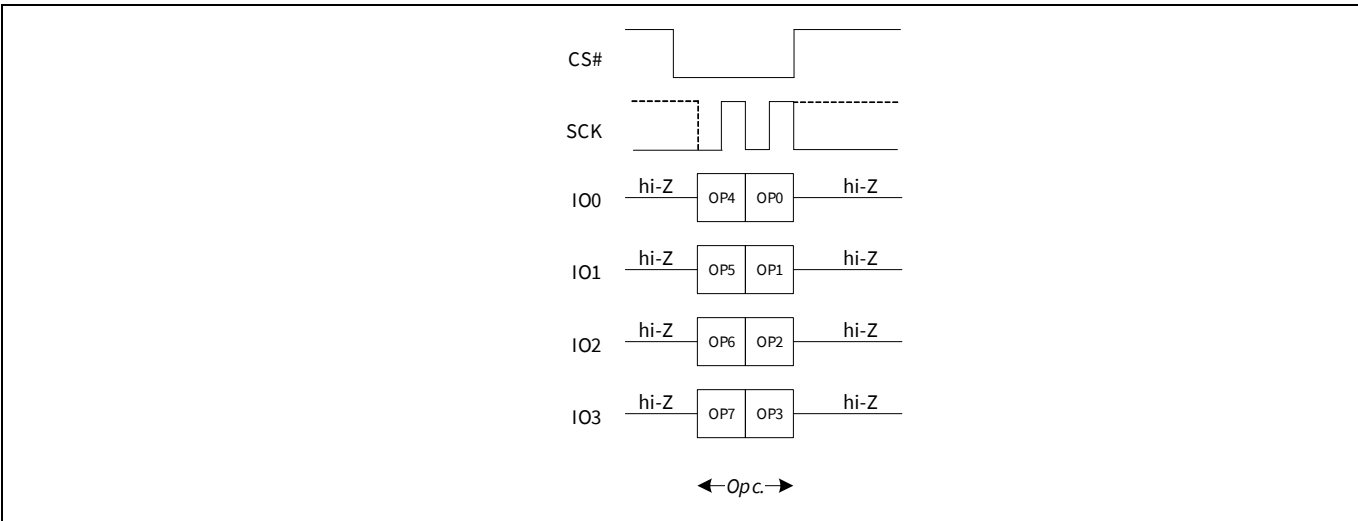 CS#
SCK
IO0 hi-Z OP4 OP0 hi-Z
IO1 hi-Z OP5 OP1 hi-Z
IO2 hi-Z OP6 OP2 hi-Z
IO3 hi-Z OP7 OP3 hi-Z
Opc.